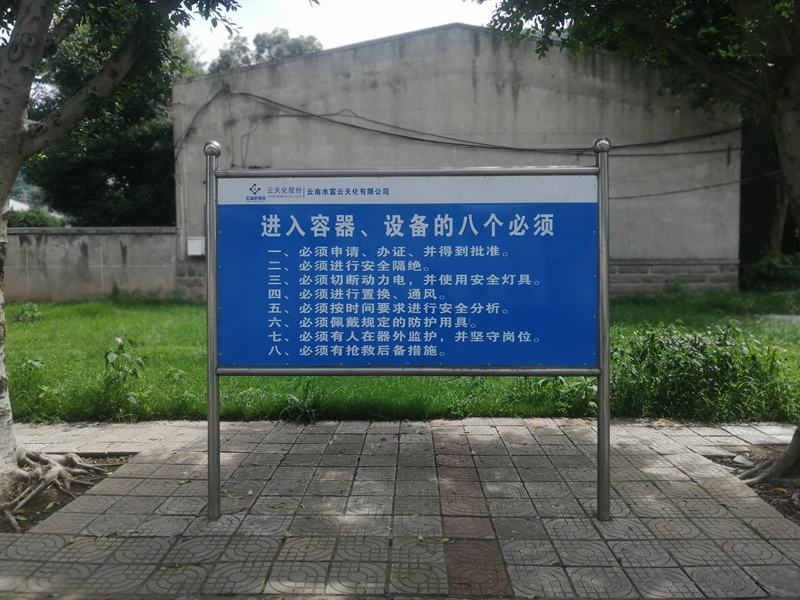 云天化股份 云南水富云天化有限公司
进入容器、设备的八个必须
一、必须申请、办证、并得到批准。
二、必须进行安全隔绝。
三、必须切断动力电，并使用安全灯具。
四、必须进行置换、通风。
五、必须按时间要求进行安全分析。
六、必须佩戴规定的防护用具。
七、必须有人在器外监护，并坚守岗位。
八、必须有抢救后备措施。